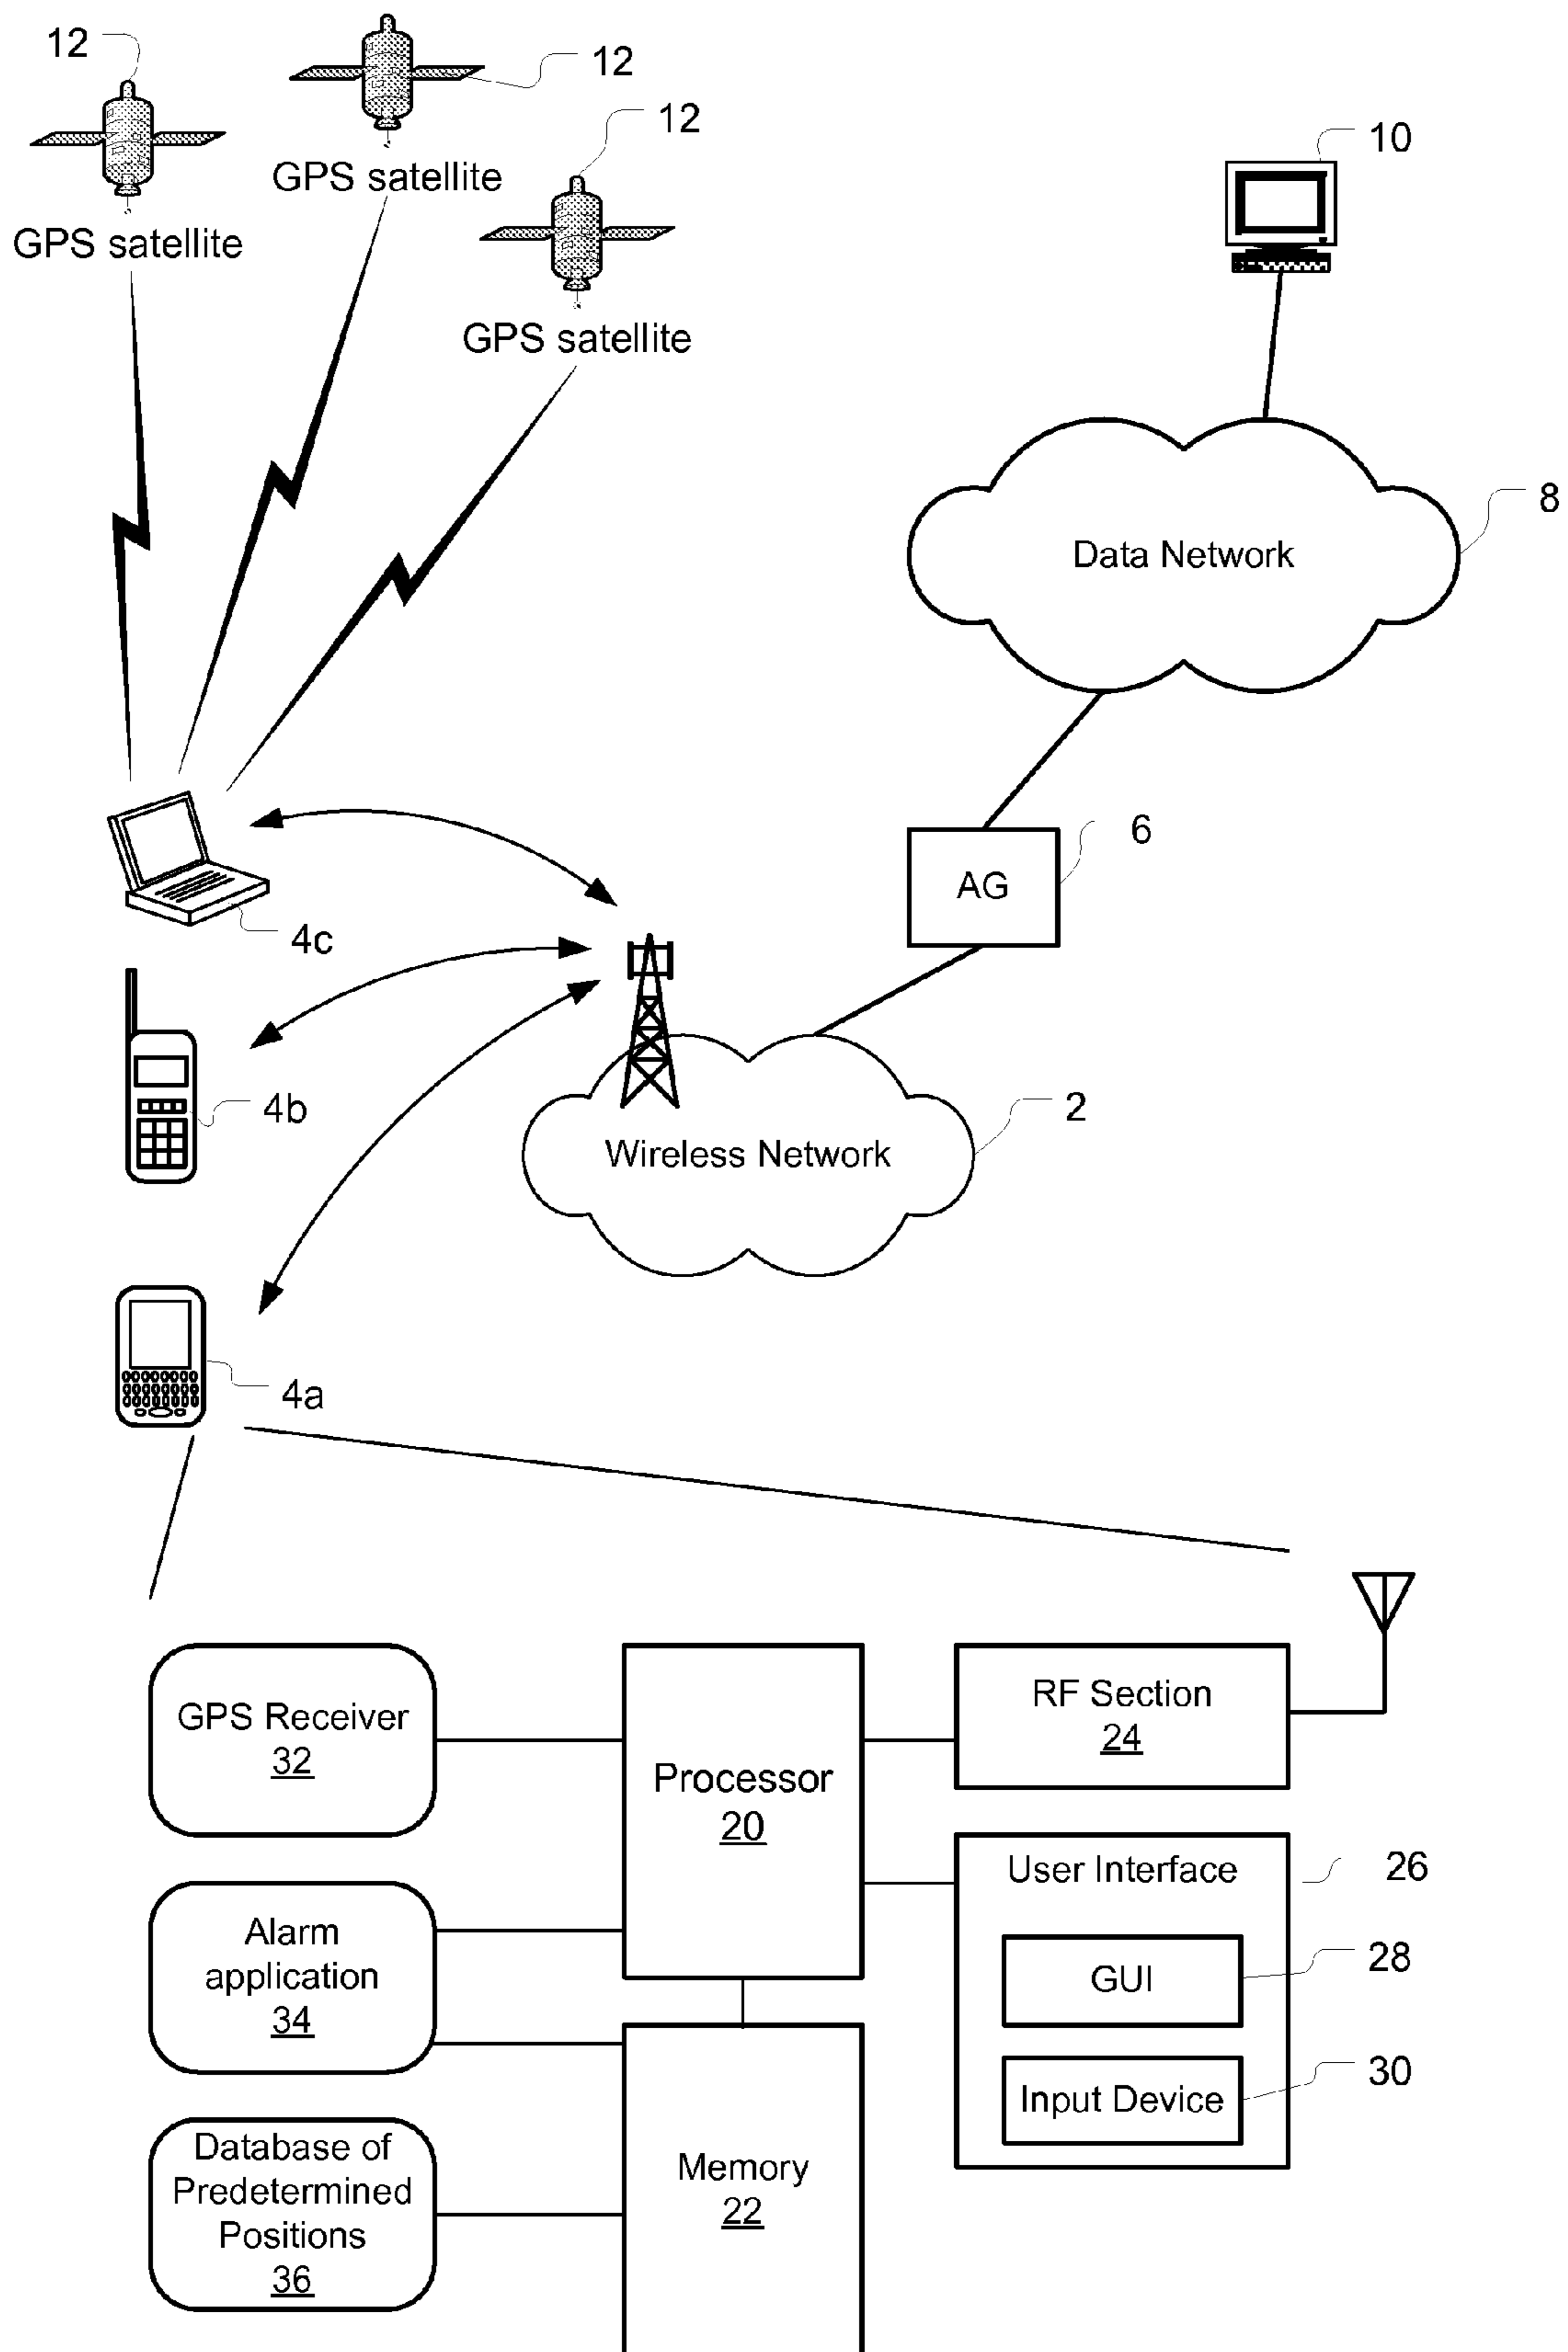 12
12
12
GPS satellite
GPS satellite
GPS satellite
10
8
Data Network
6
AG
4c
4b
2
Wireless Network
4a
GPS Receiver
32
Processor
20
RF Section
24
User Interface
26
GUI
28
Input Device
30
Alarm
application
34
Database of
Predetermined
Positions
36
Memory
22